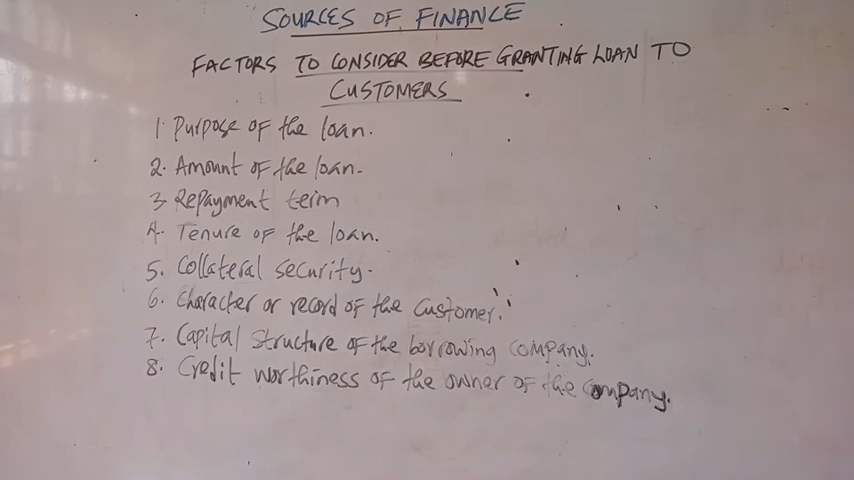 SOURCES OF FINANCE
FACTORS TO CONSIDER BEFORE GRANTING LOAN TO
CUSTOMERS
1. Purpose of the loan.
2. Amount of the loan.
3. Repayment term
4. Tenure of the loan.
5. Collateral security.
6. Character or record of the customer.
7. Capital structure of the borrowing company.
8. Credit worthiness of the owner of the company.